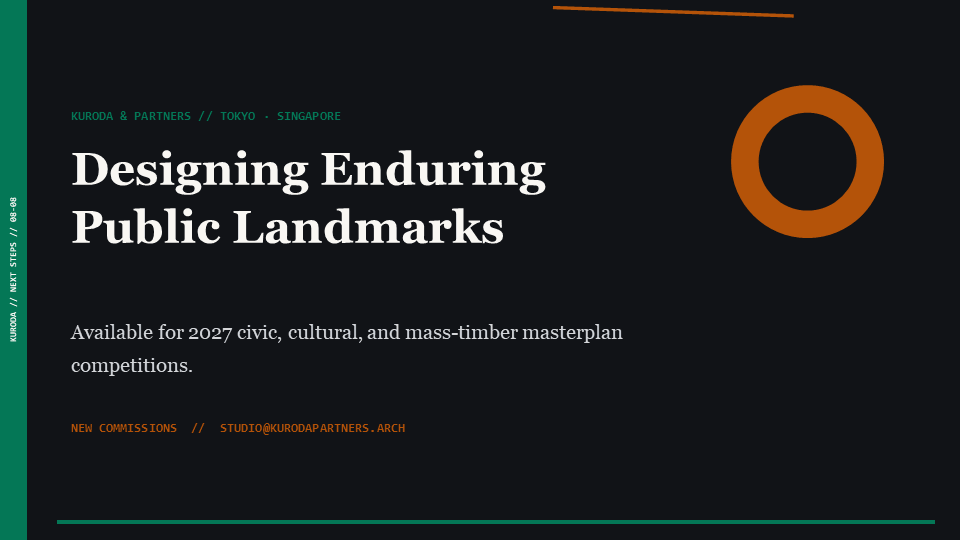 KURODA & PARTNERS // TOKYO · SINGAPORE
Designing Enduring
Public Landmarks
Available for 2027 civic, cultural, and mass-timber masterplan
competitions.
NEW COMMISSIONS // STUDIO@KURODAPARTNERS.ARCH
KURODA // NEXT STEPS // 08-08